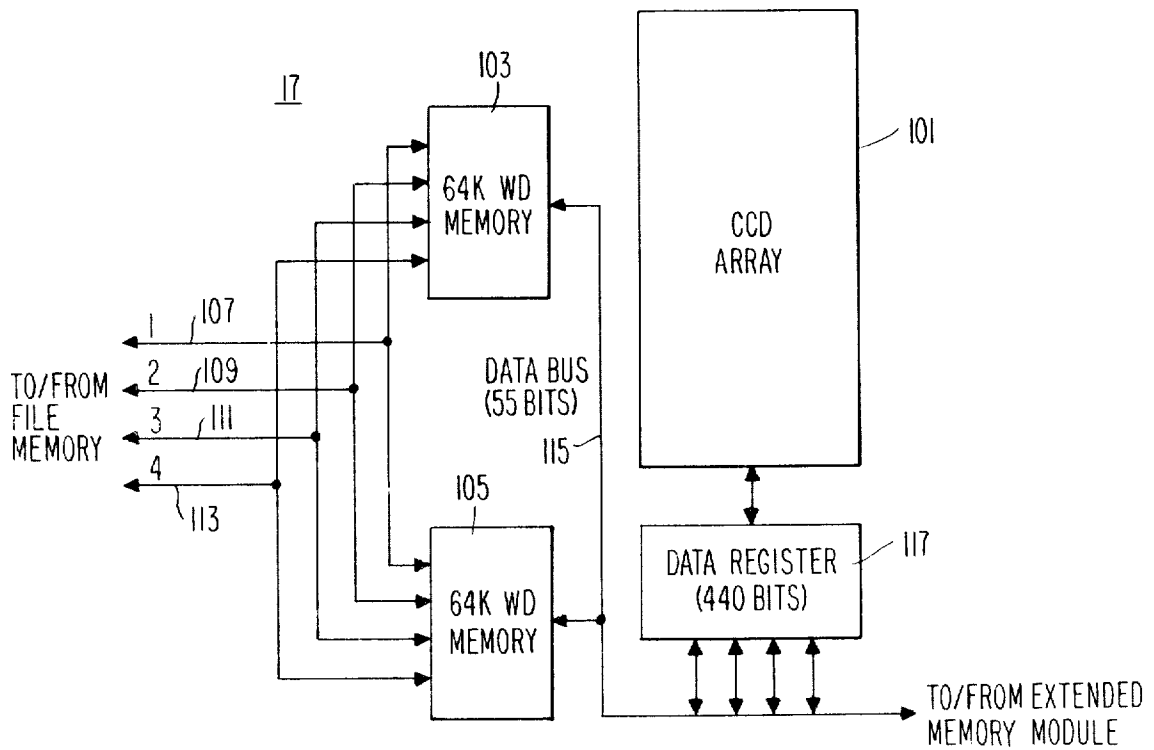 17
103
64K WD
MEMORY
101
CCD
ARRAY
1
107
2
109
3
111
4
113
TO/FROM
FILE
MEMORY
DATA BUS
(55 BITS)
115
105
64K WD
MEMORY
117
DATA REGISTER
(440 BITS)
TO/FROM EXTENDED
MEMORY MODULE